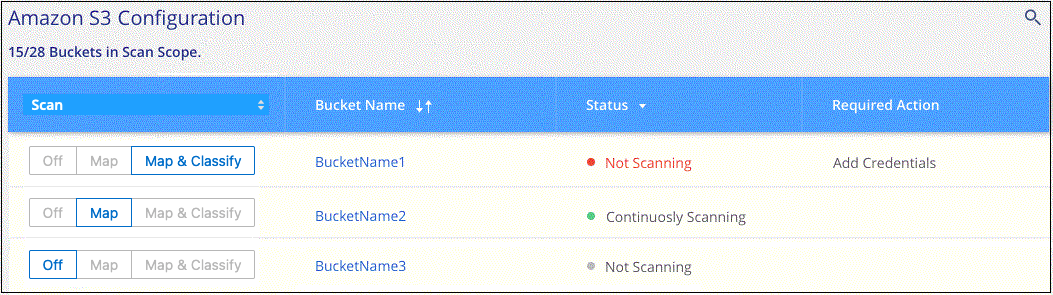 Amazon S3 Configuration
15/28 Buckets in Scan Scope.
Scan Bucket Name Status Required Action
Off Map Map & Classify BucketName1 Not Scanning Add Credentials
Off Map Map & Classify BucketName2 Continuosly Scanning
Off Map Map & Classify BucketName3 Not Scanning